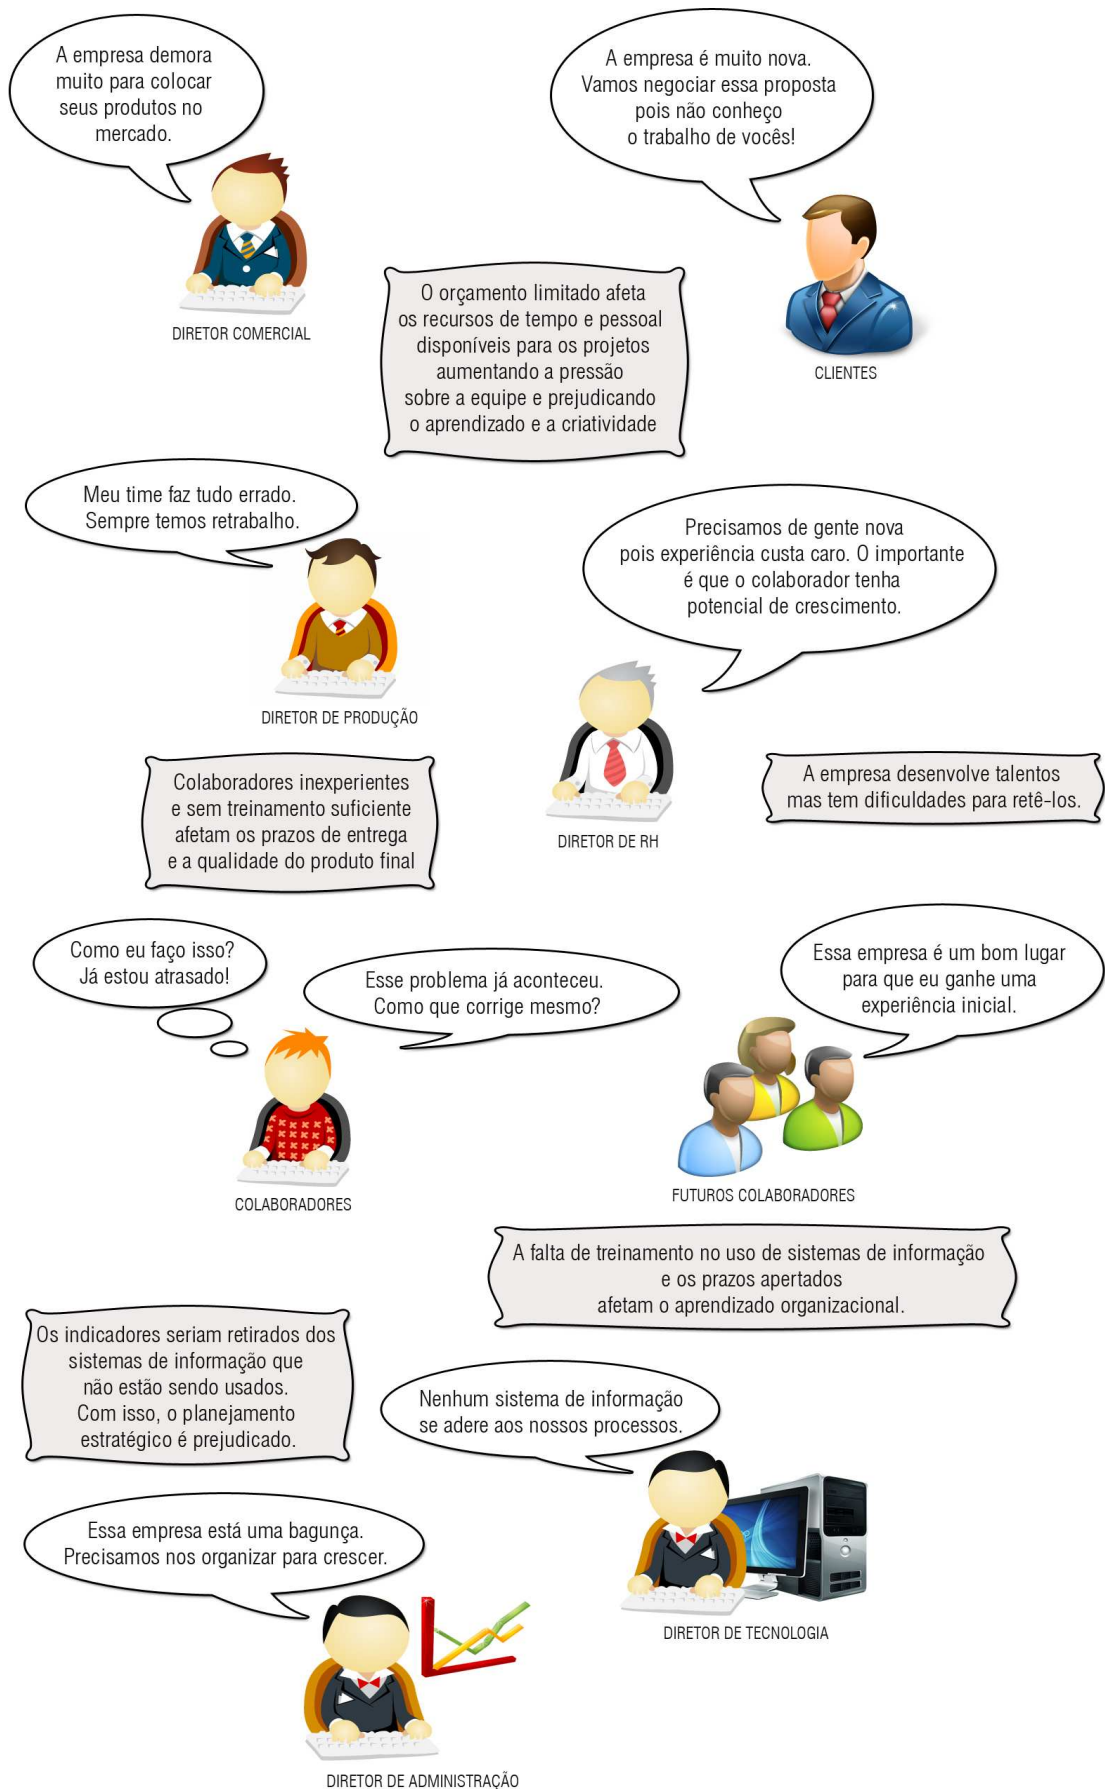 A empresa demora
muito para colocar
seus produtos no
mercado.
A empresa é muito nova.
Vamos negociar essa proposta
pois não conheço
o trabalho de vocês!
DIRETOR COMERCIAL
CLIENTES
O orçamento limitado afeta
os recursos de tempo e pessoal
disponíveis para os projetos
aumentando a pressão
sobre a equipe e prejudicando
o aprendizado e a criatividade
Meu time faz tudo errado.
Sempre temos retrabalho.
Precisamos de gente nova
pois experiência custa caro. O importante
é que o colaborador tenha
potencial de crescimento.
DIRETOR DE PRODUÇÃO
DIRETOR DE RH
Colaboradores inexperientes
e sem treinamento suficiente
afetam os prazos de entrega
e a qualidade do produto final
A empresa desenvolve talentos
mas tem dificuldades para retê-los.
Como eu faço isso?
Já estou atrasado!
Esse problema já aconteceu.
Como que corrige mesmo?
Essa empresa é um bom lugar
para que eu ganhe uma
experiência inicial.
COLABORADORES
FUTUROS COLABORADORES
A falta de treinamento no uso de sistemas de informação
e os prazos apertados
afetam o aprendizado organizacional.
Os indicadores seriam retirados dos
sistemas de informação que
não estão sendo usados.
Com isso, o planejamento
estratégico é prejudicado.
Nenhum sistema de informação
se adere aos nossos processos.
Essa empresa está uma bagunça.
Precisamos nos organizar para crescer.
DIRETOR DE TECNOLOGIA
DIRETOR DE ADMINISTRAÇÃO